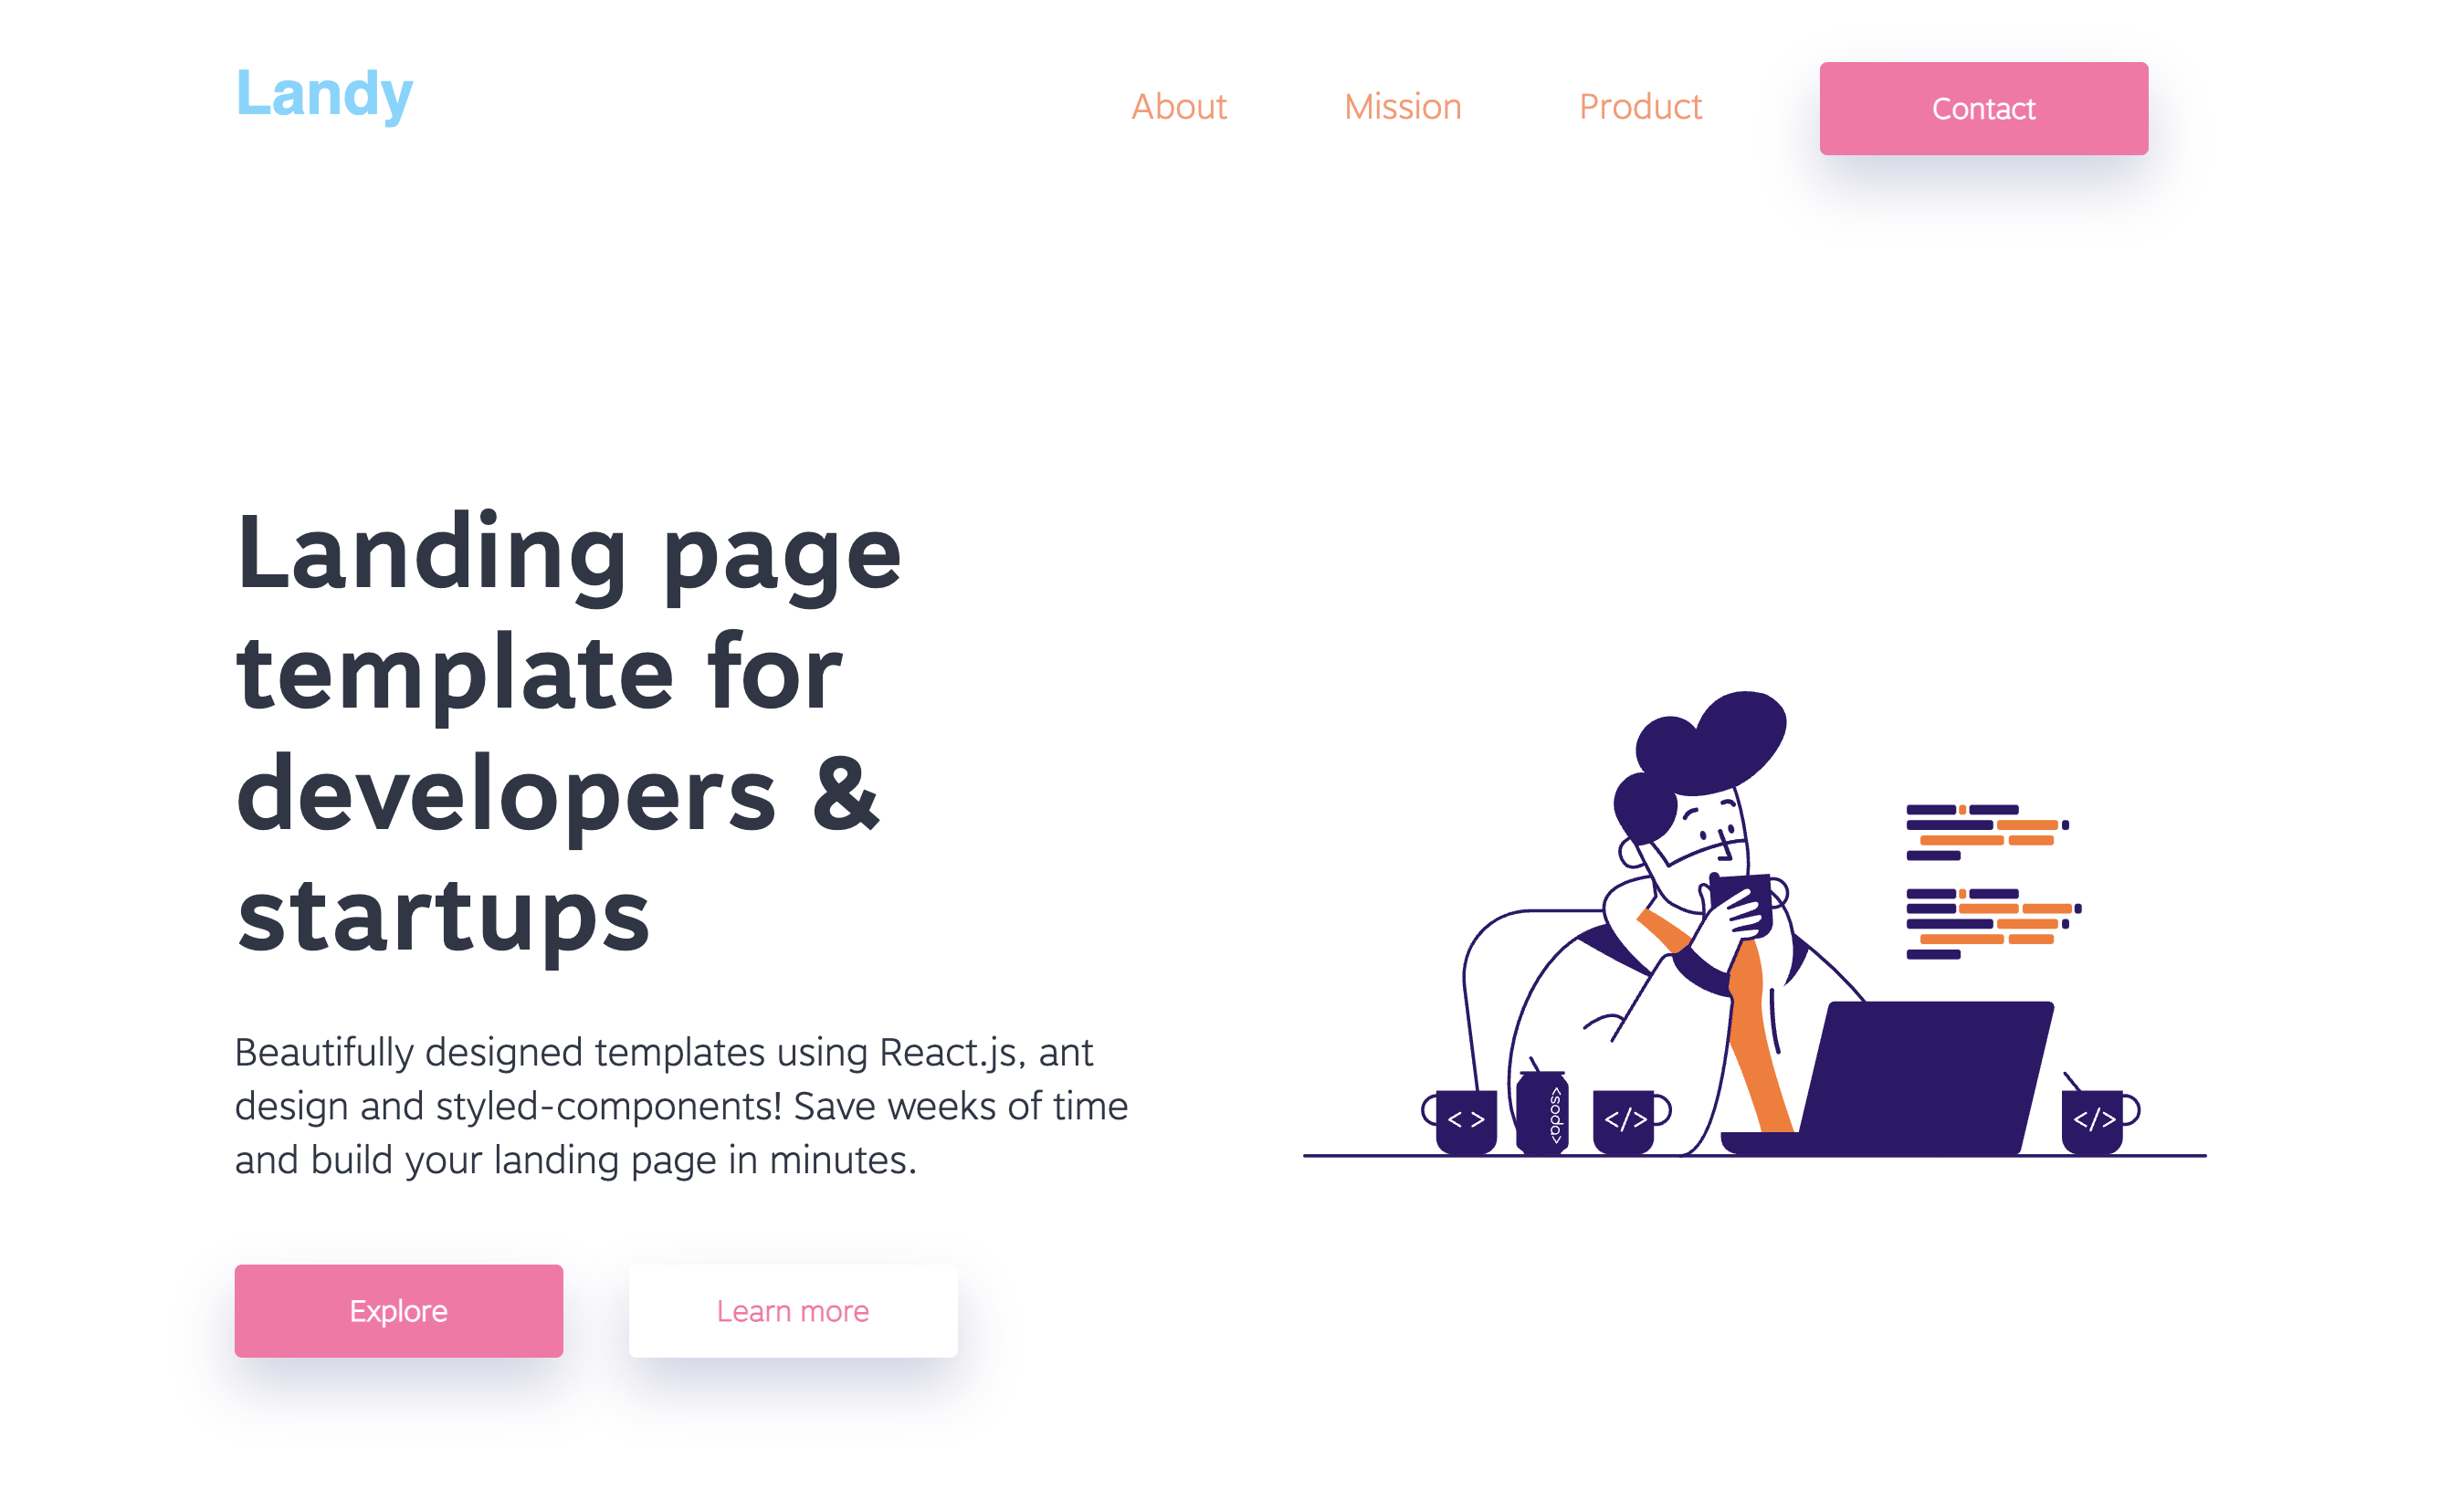 Landy
About
Mission
Product
Contact
Landing page
template for
developers &
startups
Beautifully designed templates using React.js, ant
design and styled-components! Save weeks of time
and build your landing page in minutes.
Explore
Learn more
< >
<soda>
</>
</>